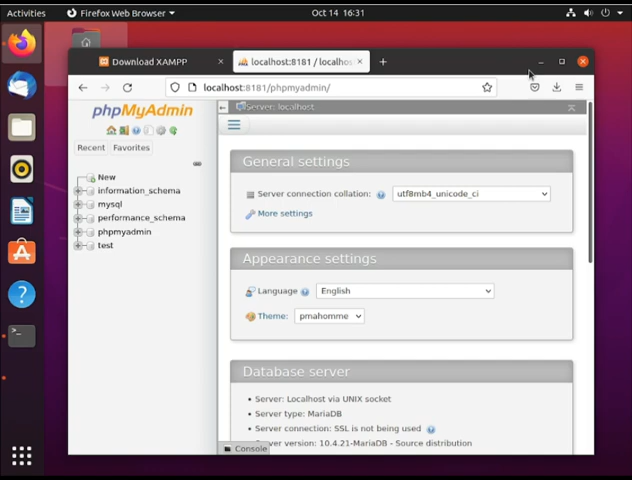 Activities Firefox Web Browser Oct 14 16:31
Download XAMPP × localhost:8181 / localhos × +
localhost:8181/phpmyadmin/
phpMyAdmin
Recent Favorites
New
information_schema
mysql
performance_schema
phpmyadmin
test
Server: localhost
General settings
Server connection collation: utf8mb4_unicode_ci
More settings
Appearance settings
Language English
Theme: pmahomme
Database server
• Server: Localhost via UNIX socket
• Server type: MariaDB
• Server connection: SSL is not being used
• Server version: 10.4.21-MariaDB - Source distribution
Console